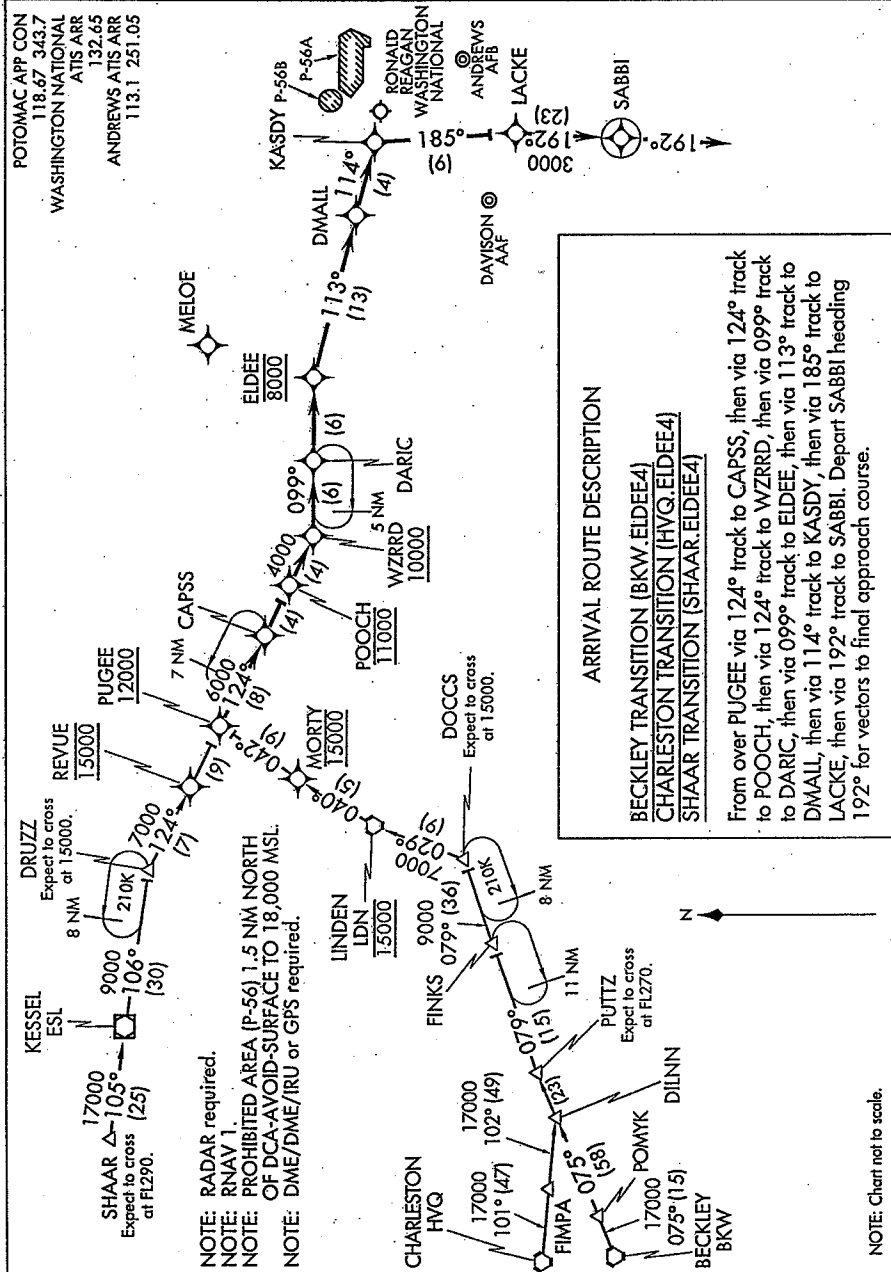 POTOMAC APP CON
118.67 343.7
WASHINGTON NATIONAL
ATIS ARR
132.65
ANDREWS ATIS ARR
113.1 251.05
SHAAR
Expect to cross
at FL290.
17000
105°
(25)
KESSEL
ESL
9000
106°
(30)
8 NM
210K
DRUZZ
Expect to cross
at 15000.
7000
124°
(7)
REVUE
15000
(9)
PUGEE
12000
6000
124°
(8)
7 NM
CAPSS
(4)
POOCH
11000
4000
(4)
WZRRD
10000
099°
(6)
5 NM
DARIC
(6)
ELDEE
8000
MELOE
113°
(13)
DMALL
114°
(4)
KASDY
P-56B
P-56A
RONALD
REAGAN
WASHINGTON
NATIONAL
ANDREWS
AFB
185°
(9)
LACKE
3000
192°
(23)
SABBI
192°
DAVISON
AAF
NOTE: RADAR required.
NOTE: RNAV 1.
NOTE: PROHIBITED AREA (P-56) 1.5 NM NORTH
OF DCA-AVOID-SURFACE TO 18,000 MSL.
NOTE: DME/DME/IRU or GPS required.
042°
(9)
MORTY
15000
040°
(5)
LINDEN
LDN
15000
7000
029°
(9)
DOCCS
Expect to cross
at 15000.
210K
8 NM
9000
079° (36)
FINKS
11 NM
079°
(15)
PUTTZ
Expct to cross
at FL270.
(23)
DILNN
17000
102° (49)
CHARLESTON
HVQ
17000
101° (47)
FIMPA
075°
(58)
POMYK
17000
075° (15)
BECKLEY
BKW
N
ARRIVAL ROUTE DESCRIPTION
BECKLEY TRANSITION (BKW.ELDEE4)
CHARLESTON TRANSITION (HVQ.ELDEE4)
SHAAR TRANSITION (SHAAR.ELDEE4)
From over PUGEE via 124° track to CAPSS, then via 124° track
to POOCH, then via 124° track to WZRRD, then via 099° track
to DARIC, then via 099° track to ELDEE, then via 113° track to
DMALL, then via 114° track to KASDY, then via 185° track to
LACKE, then via 192° track to SABBI. Depart SABBI heading
192° for vectors to final approach course.
NOTE: Chart not to scale.